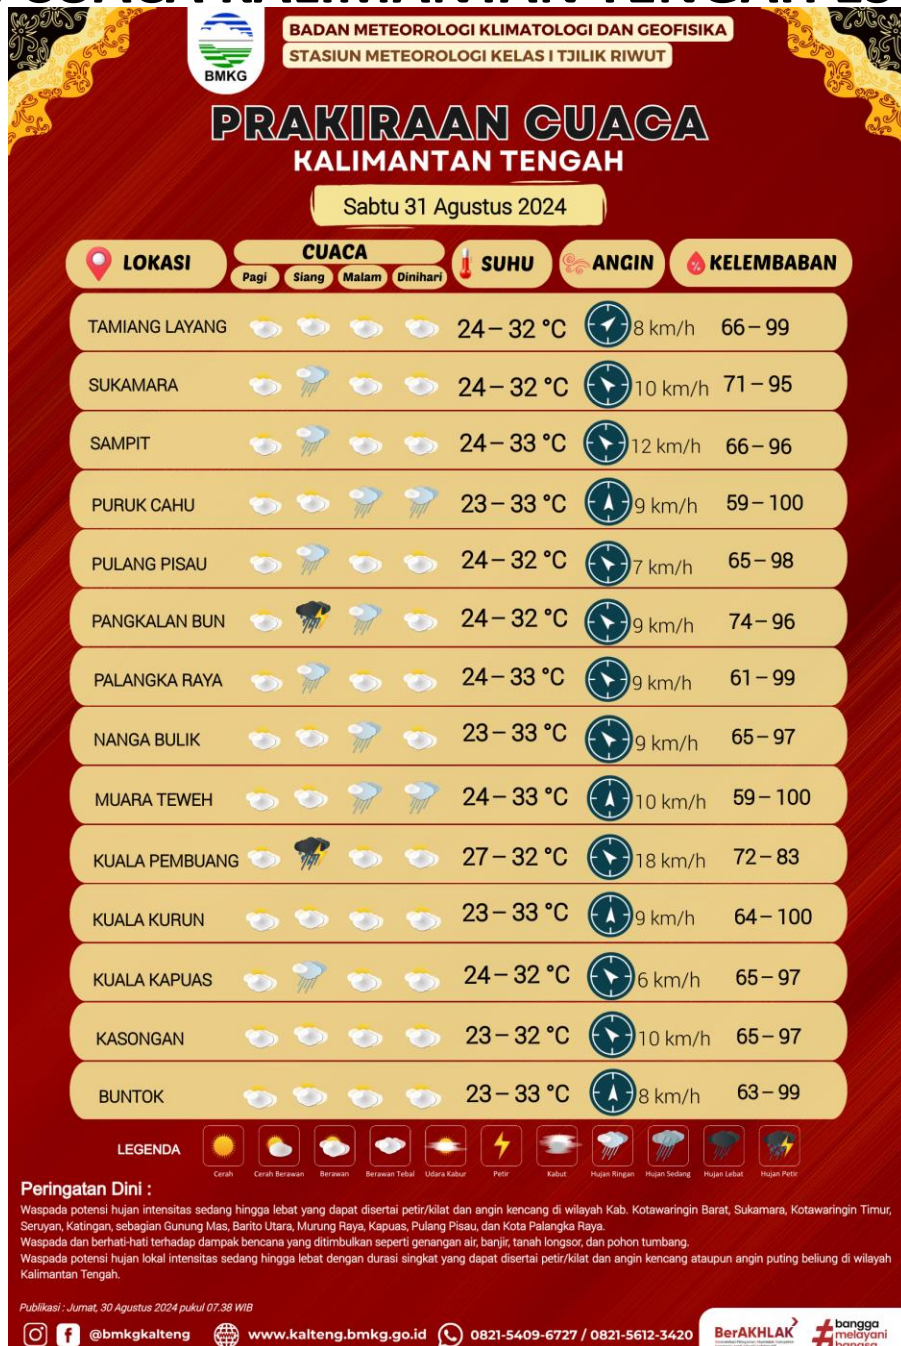 CUACA KALIMANTAN TENGAH
BMKG
BADAN METEOROLOGI KLIMATOLOGI DAN GEOFISIKA
STASIUN METEOROLOGI KELAS I TJILIK RIWUT
PRAKIRAAN CUACA
KALIMANTAN TENGAH
Sabtu 31 Agustus 2024
LOKASI CUACA SUHU ANGIN KELEMBABAN
Pagi Siang Malam Dinihari
TAMIANG LAYANG 24 – 32 °C 8 km/h 66 – 99
SUKAMARA 24 – 32 °C 10 km/h 71 – 95
SAMPIT 24 – 33 °C 12 km/h 66 – 96
PURUK CAHU 23 – 33 °C 9 km/h 59 – 100
PULANG PISAU 24 – 32 °C 7 km/h 65 – 98
PANGKALAN BUN 24 – 32 °C 9 km/h 74 – 96
PALANGKA RAYA 24 – 33 °C 9 km/h 61 – 99
NANGA BULIK 23 – 33 °C 9 km/h 65 – 97
MUARA TEWEH 24 – 33 °C 10 km/h 59 – 100
KUALA PEMBUANG 27 – 32 °C 18 km/h 72 – 83
KUALA KURUN 23 – 33 °C 9 km/h 64 – 100
KUALA KAPUAS 24 – 32 °C 6 km/h 65 – 97
KASONGAN 23 – 32 °C 10 km/h 65 – 97
BUNTOK 23 – 33 °C 8 km/h 63 – 99
LEGENDA
Cerah Cerah Berawan Berawan Berawan Tebal Udara Kabur Petir Kabut Hujan Ringan Hujan Sedang Hujan Lebat Hujan Petir
Peringatan Dini :
Waspada potensi hujan intensitas sedang hingga lebat yang dapat disertai petir/kilat dan angin kencang di wilayah Kab. Kotawaringin Barat, Sukamara, Kotawaringin Timur,
Seruyan, Katingan, sebagian Gunung Mas, Barito Utara, Murung Raya, Kapuas, Pulang Pisau, dan Kota Palangka Raya.
Waspada dan berhati-hati terhadap dampak bencana yang ditimbulkan seperti genangan air, banjir, tanah longsor, dan pohon tumbang.
Waspada potensi hujan lokal intensitas sedang hingga lebat dengan durasi singkat yang dapat disertai petir/kilat dan angin kencang ataupun angin puting beliung di wilayah
Kalimantan Tengah.
Publikasi : Jumat, 30 Agustus 2024 pukul 07.38 WIB
@bmkgkalteng www.kalteng.bmkg.go.id 0821-5409-6727 / 0821-5612-3420
BerAKHLAK
# bangga
melayani
bangsa